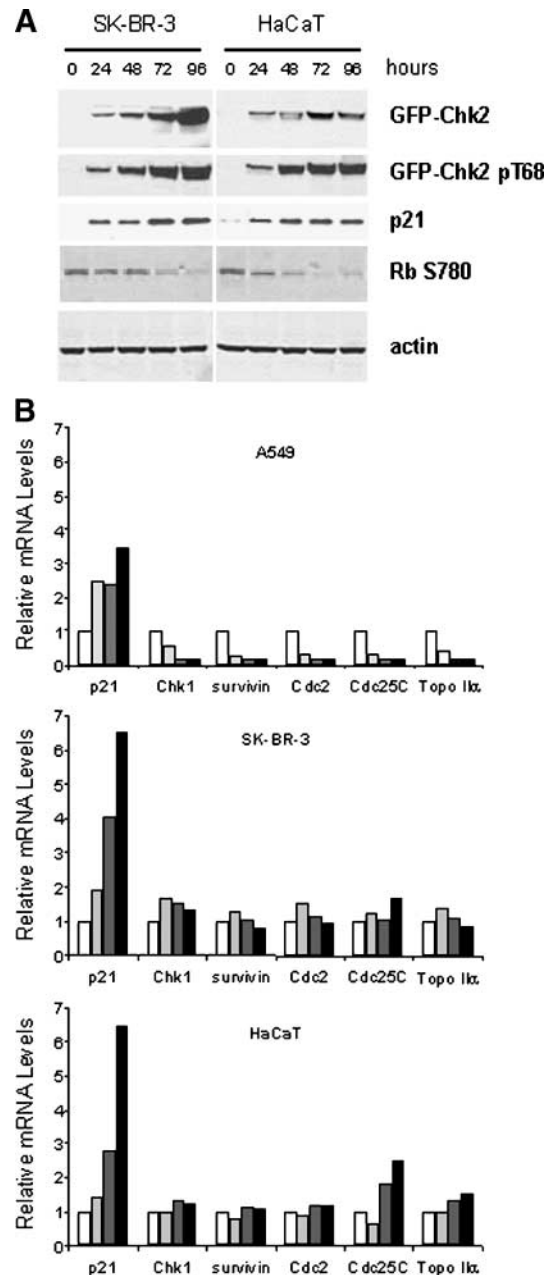 A
SK-BR-3 HaCaT
0 24 48 72 96 0 24 48 72 96 hours
GFP-Chk2
GFP-Chk2 pT68
p21
Rb S780
actin
B
Relative mRNA Levels
7
6
5
4
3
2
1
0
A549
p21 Chk1 survivin Cdc2 Cdc25C Topo IIα
Relative mRNA Levels
7
6
5
4
3
2
1
0
SK-BR-3
p21 Chk1 survivin Cdc2 Cdc25C Topo IIα
Relative mRNA Levels
7
6
5
4
3
2
1
0
HaCaT
p21 Chk1 survivin Cdc2 Cdc25C Topo IIα